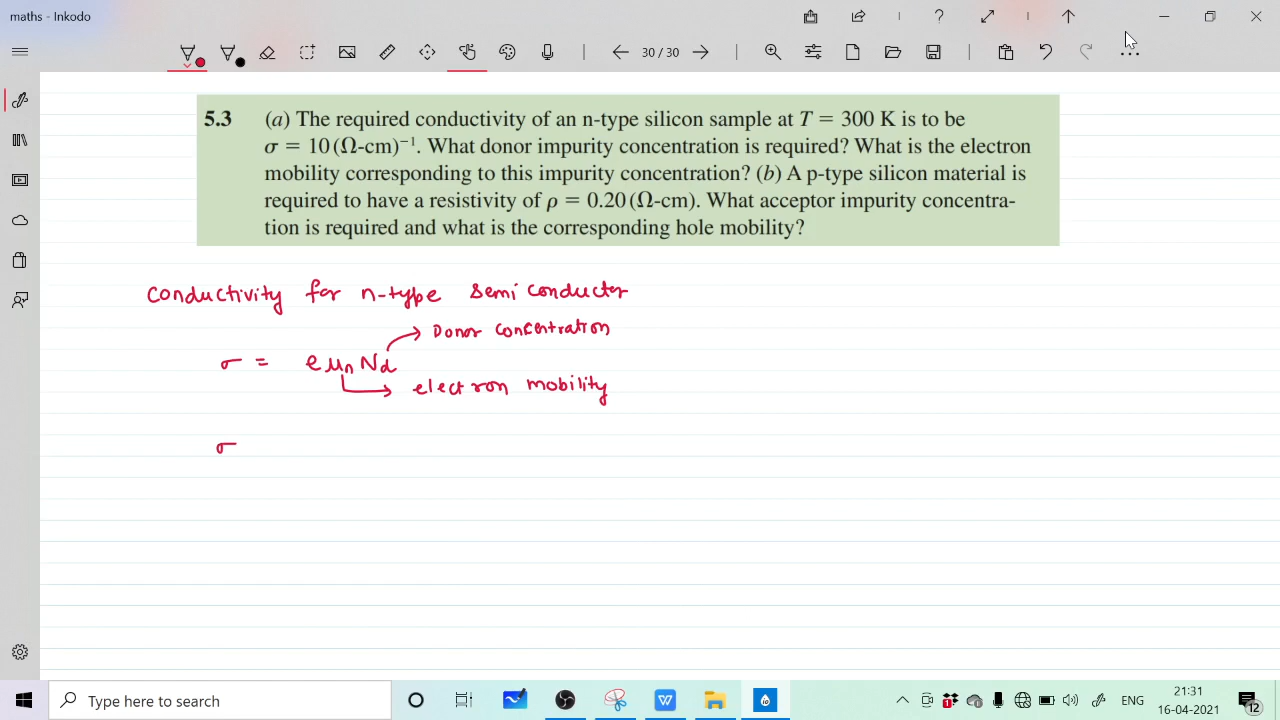 maths - Inkodo
30 / 30
5.3 (a) The required conductivity of an n-type silicon sample at T = 300 K is to be
σ = 10 (Ω-cm)⁻¹. What donor impurity concentration is required? What is the electron
mobility corresponding to this impurity concentration? (b) A p-type silicon material is
required to have a resistivity of ρ = 0.20 (Ω-cm). What acceptor impurity concentra-
tion is required and what is the corresponding hole mobility?
Conductivity for n-type Semi conductor
Donor concentration
σ = e μₙ N_d
electron mobility
σ
Type here to search
ENG
21:31
16-04-2021
12